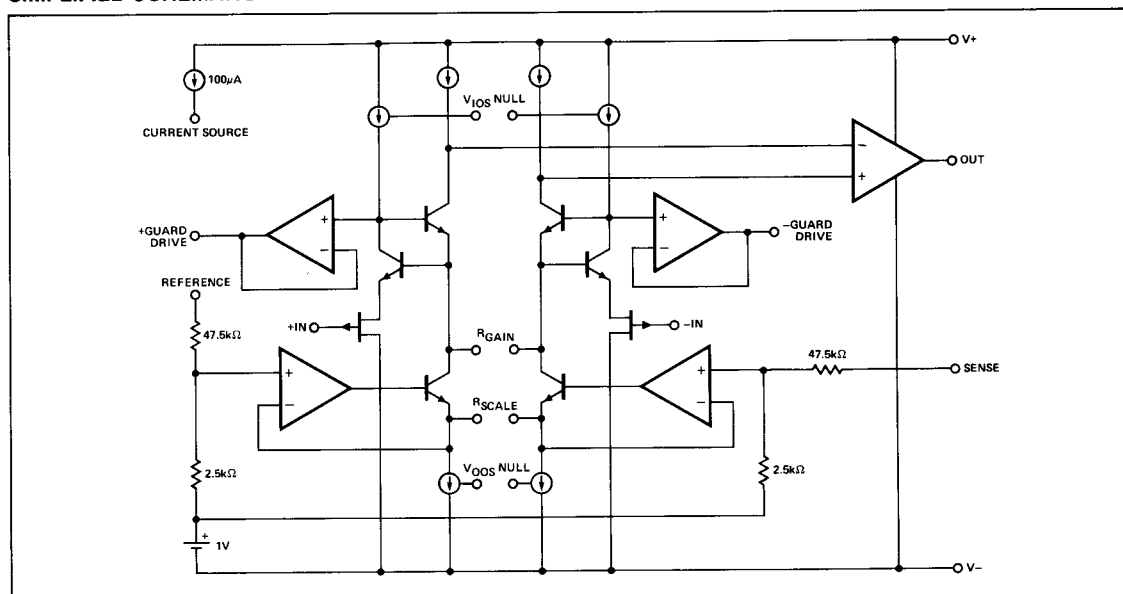 V+
100μA
CURRENT SOURCE
VIOS NULL
−
+
OUT
+GUARD
DRIVE
+
−
+
−
−GUARD
DRIVE
REFERENCE
47.5kΩ
+IN
RGAIN
−IN
47.5kΩ
+
−
+
−
SENSE
RSCALE
2.5kΩ
VOOS NULL
2.5kΩ
+
1V
V−